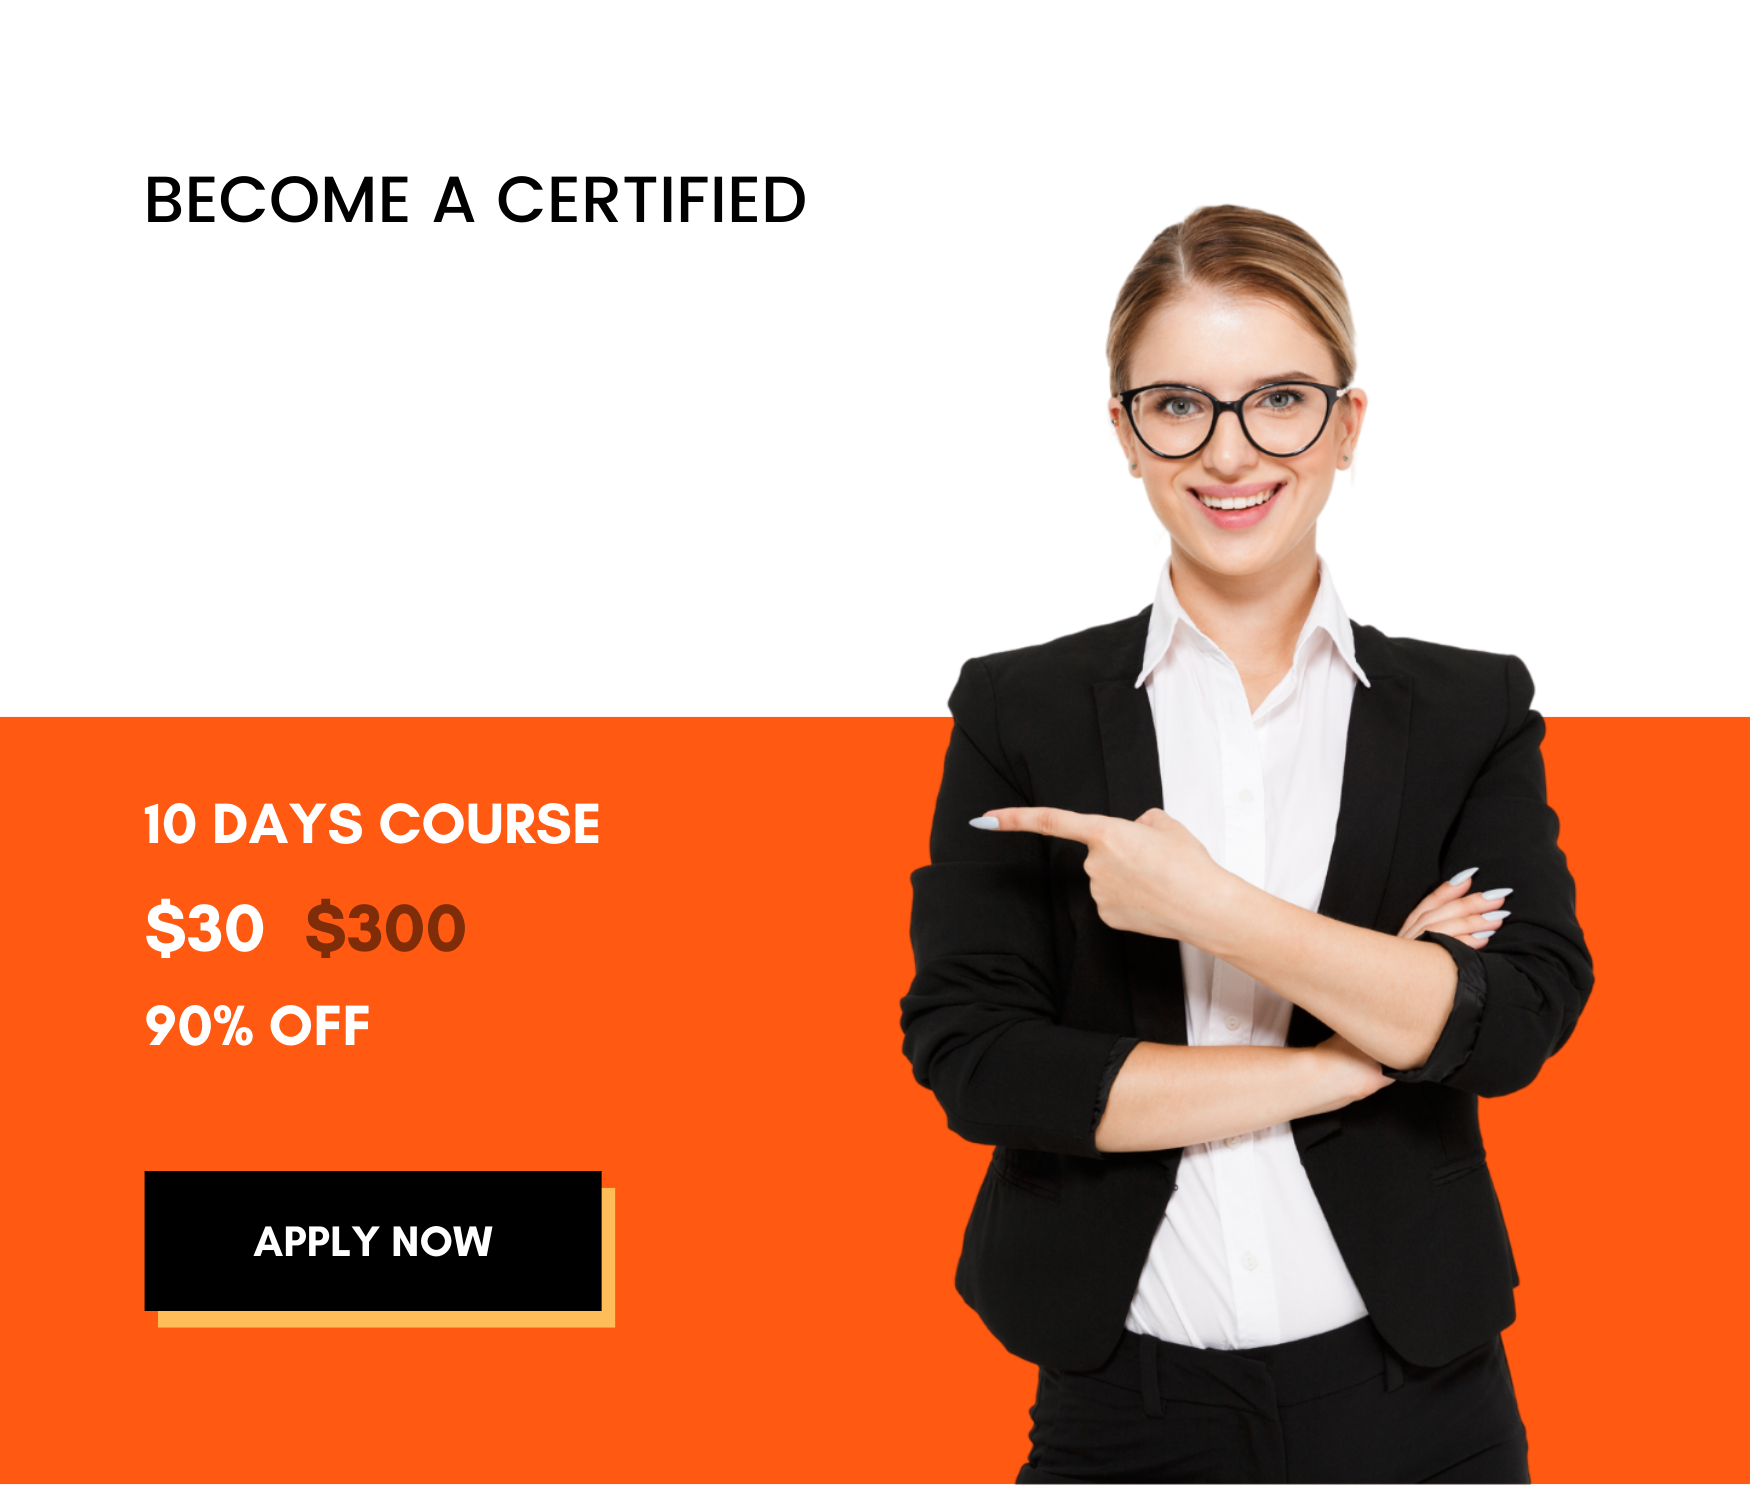 BECOME A CERTIFIED
10 DAYS COURSE
$30 $300
90% OFF
APPLY NOW